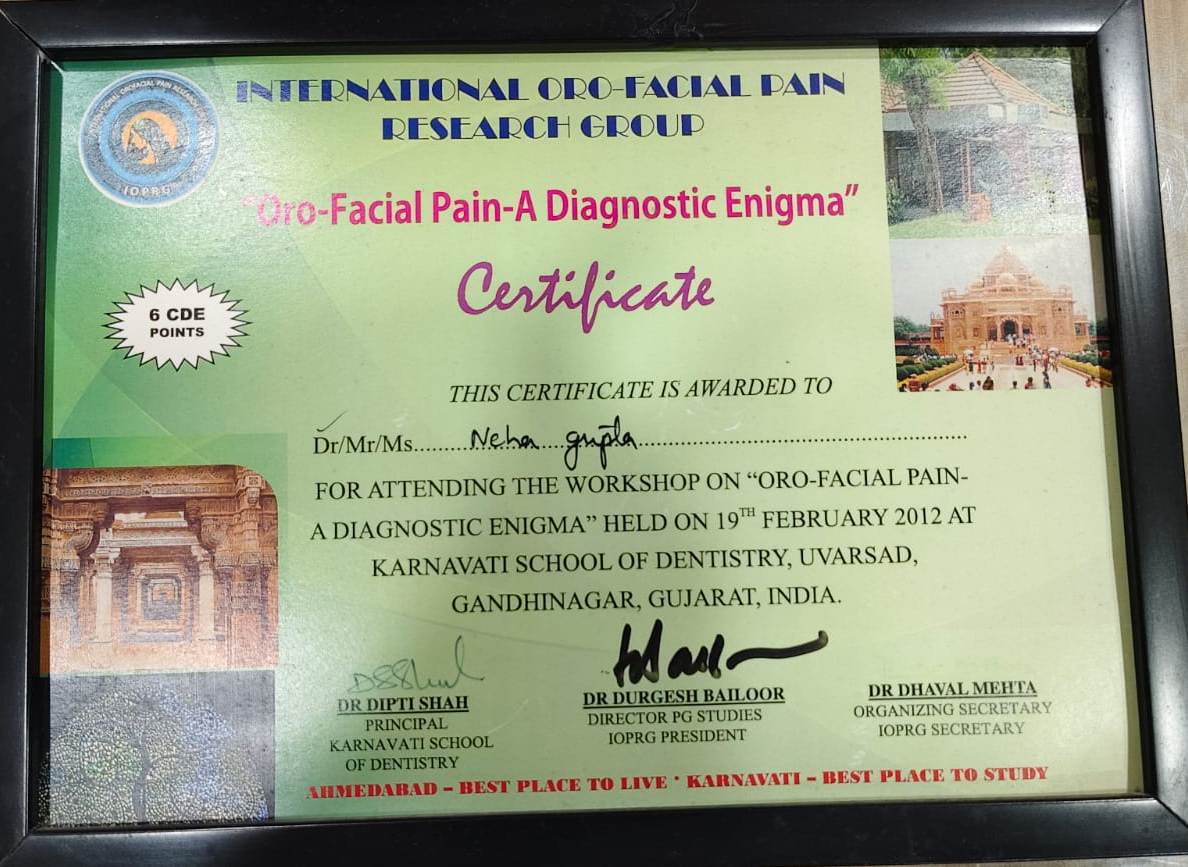 INTERNATIONAL ORO-FACIAL PAIN
RESEARCH GROUP
IOPRG
"Oro-Facial Pain-A Diagnostic Enigma"
Certificate
6 CDE
POINTS
THIS CERTIFICATE IS AWARDED TO
Dr/Mr/Ms......Neha gupta......
FOR ATTENDING THE WORKSHOP ON “ORO-FACIAL PAIN-
A DIAGNOSTIC ENIGMA” HELD ON 19TH FEBRUARY 2012 AT
KARNAVATI SCHOOL OF DENTISTRY, UVARSAD,
GANDHINAGAR, GUJARAT, INDIA.
DR DIPTI SHAH
PRINCIPAL
KARNAVATI SCHOOL
OF DENTISTRY
DR DURGESH BAILOOR
DIRECTOR PG STUDIES
IOPRG PRESIDENT
DR DHAVAL MEHTA
ORGANIZING SECRETARY
IOPRG SECRETARY
AHMEDABAD – BEST PLACE TO LIVE * KARNAVATI – BEST PLACE TO STUDY